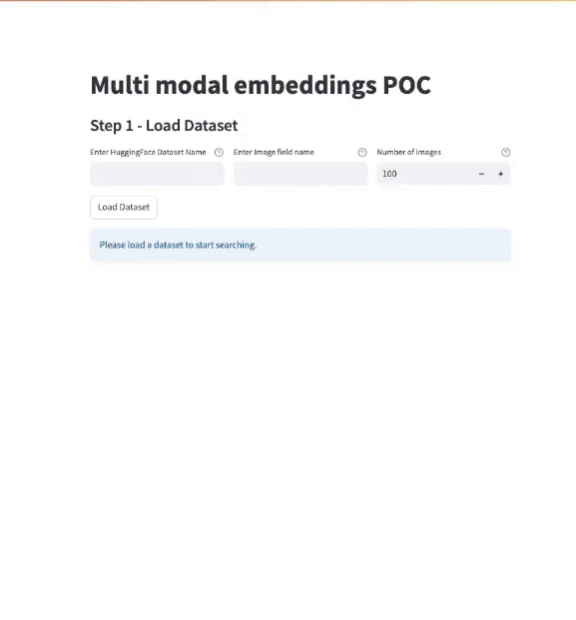 Multi modal embeddings POC
Step 1 - Load Dataset
Enter HuggingFace Dataset Name
Enter Image field name
Number of Images
100
Load Dataset
Please load a dataset to start searching.